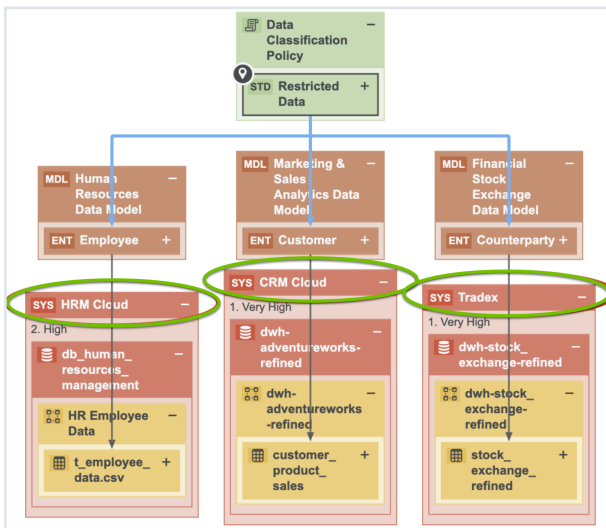 Data
Classification
Policy
STD Restricted
Data
MDL Human
Resources
Data Model
ENT Employee
MDL Marketing &
Sales
Analytics Data
Model
ENT Customer
MDL Financial
Stock
Exchange
Data Model
ENT Counterparty
SYS HRM Cloud
2. High
db_human_
resources_
management
HR Employee
Data
t_employee_
data.csv
SYS CRM Cloud
1. Very High
dwh-
adventureworks-
refined
dwh-
adventureworks
-refined
customer_
product_
sales
SYS Tradex
1. Very High
dwh-stock_
exchange-refined
dwh-stock_
exchange-
refined
stock_
exchange_
refined